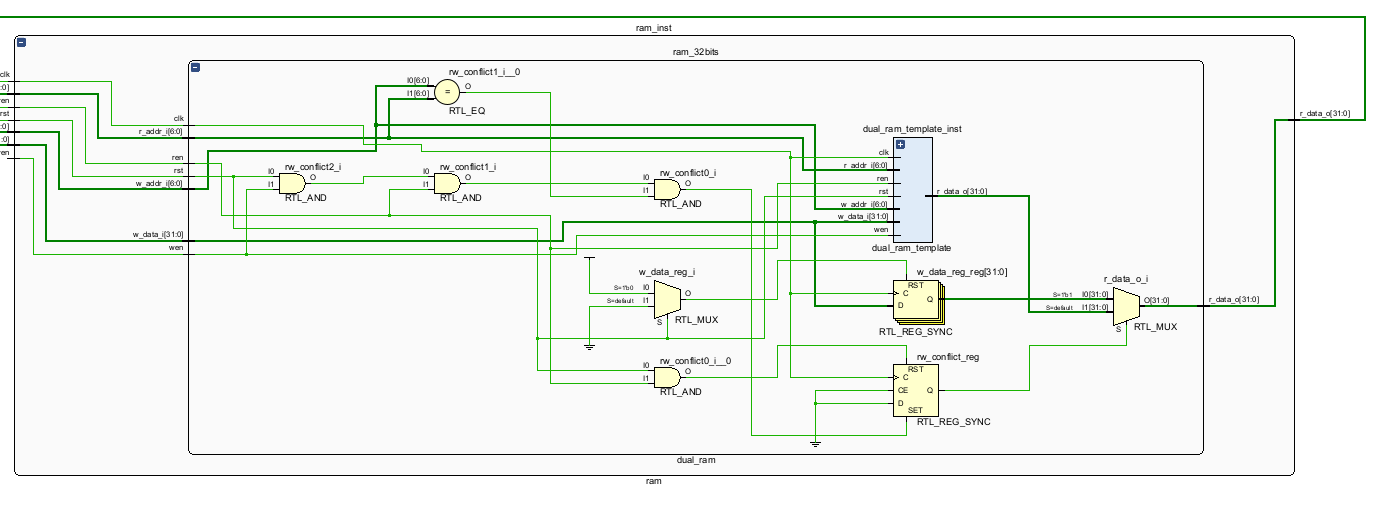 ram_inst
ram_32bits
clk
:0]
ren
rst
:0]
:0]
en
rw_conflict1_i__0
I0[6:0]
I1[6:0]
=
O
RTL_EQ
clk
r_addr_i[6:0]
ren
rst
w_addr_i[6:0]
w_data_i[31:0]
wen
rw_conflict2_i
I0
I1
O
RTL_AND
rw_conflict1_i
I0
I1
O
RTL_AND
rw_conflict0_i
I0
I1
O
RTL_AND
dual_ram_template_inst
+
clk
r_addr_i[6:0]
ren
rst
w_addr_i[6:0]
w_data_i[31:0]
wen
r_data_o[31:0]
dual_ram_template
w_data_reg_i
S=1'b0
I0
S=default
I1
O
S
RTL_MUX
w_data_reg_reg[31:0]
RST
C
D
Q
RTL_REG_SYNC
r_data_o_i
S=1'b1
I0[31:0]
S=default
I1[31:0]
O[31:0]
S
RTL_MUX
r_data_o[31:0]
r_data_o[31:0]
rw_conflict0_i__0
I0
I1
O
RTL_AND
rw_conflict_reg
RST
C
CE
D
Q
SET
RTL_REG_SYNC
dual_ram
ram